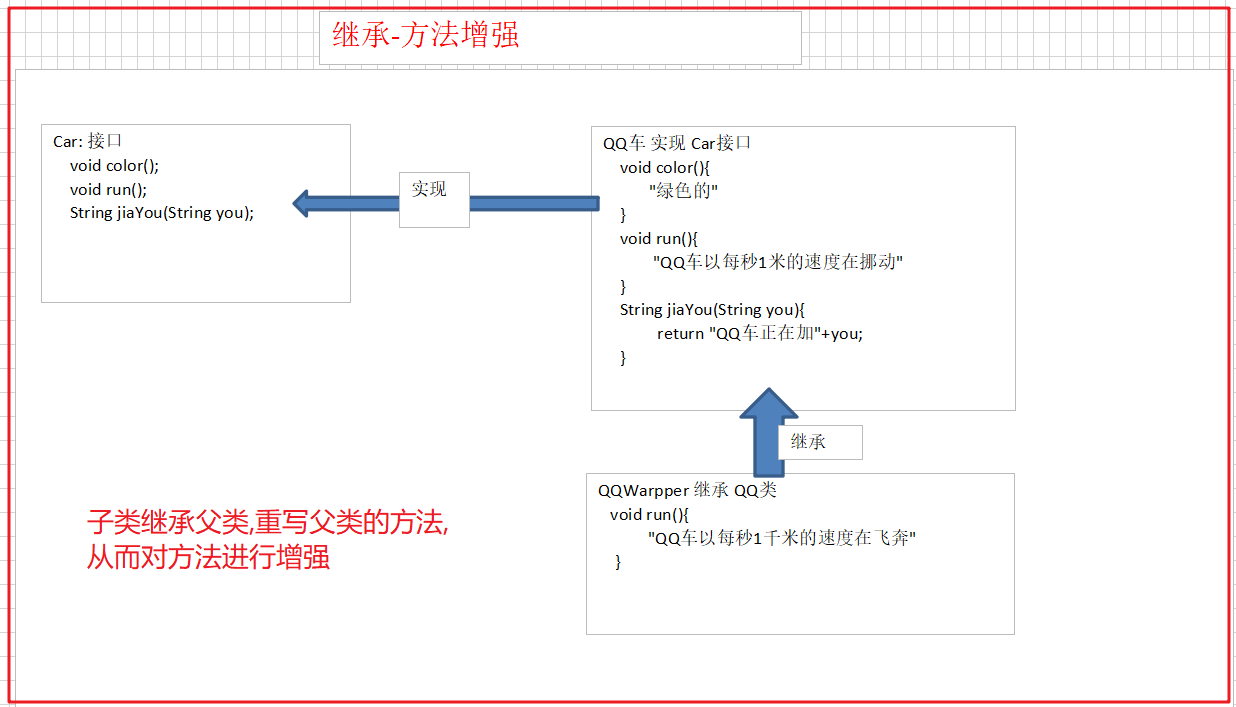 继承-方法增强
Car: 接口
void color();
void run();
String jiaYou(String you);
实现
QQ车 实现 Car接口
void color(){
"绿色的"
}
void run(){
"QQ车以每秒1米的速度在挪动"
}
String jiaYou(String you){
return "QQ车正在加"+you;
}
继承
QQWarpper 继承 QQ类
void run(){
"QQ车以每秒1千米的速度在飞奔"
}
子类继承父类,重写父类的方法,
从而对方法进行增强